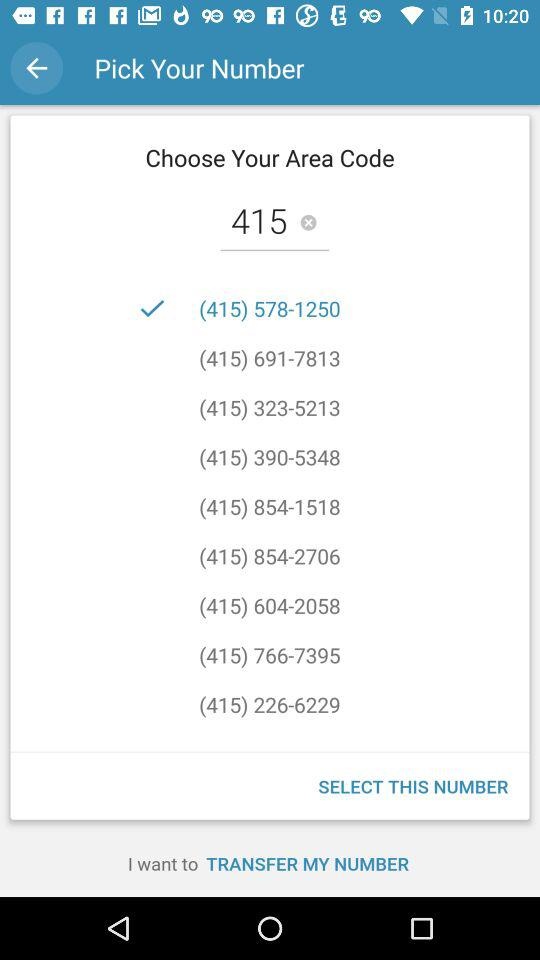 10:20
Pick Your Number
Choose Your Area Code
415
(415) 578-1250
(415) 691-7813
(415) 323-5213
(415) 390-5348
(415) 854-1518
(415) 854-2706
(415) 604-2058
(415) 766-7395
(415) 226-6229
SELECT THIS NUMBER
I want to TRANSFER MY NUMBER